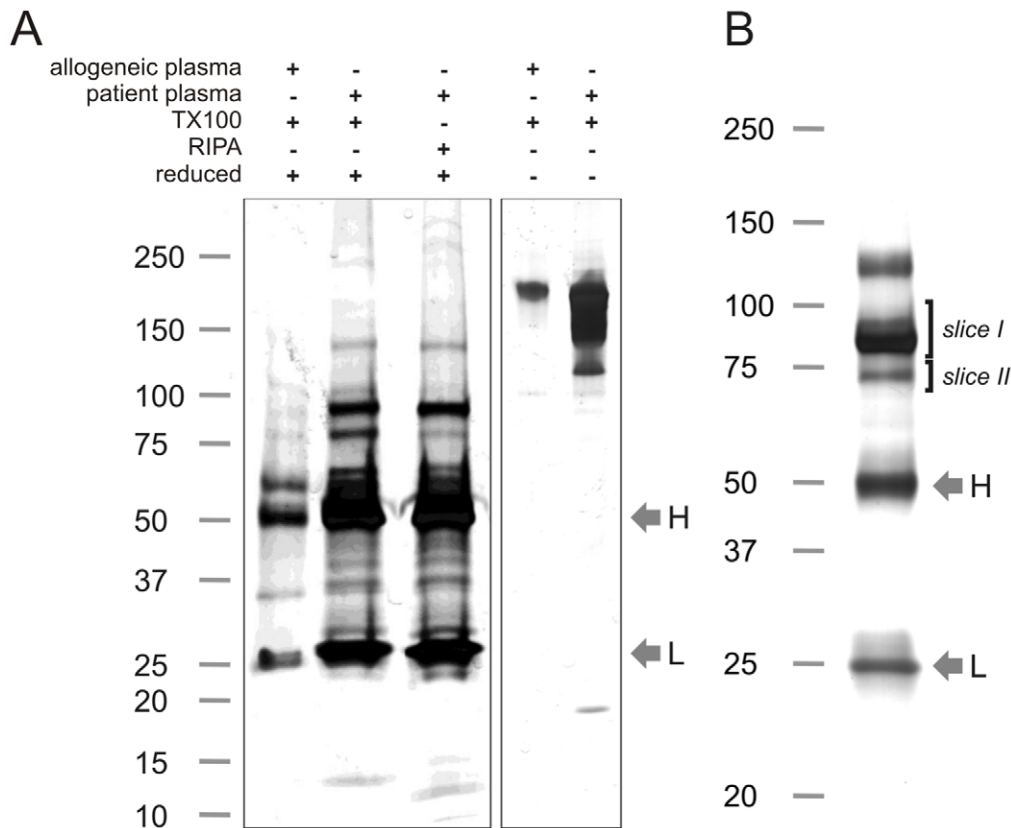 A
allogeneic plasma + - - + -
patient plasma - + + - +
TX100 + + - + +
RIPA - - + - -
reduced + + + - -
250
150
100
75
50
37
25
20
15
10
H
L
B
250
150
100
75
50
37
25
20
slice I
slice II
H
L